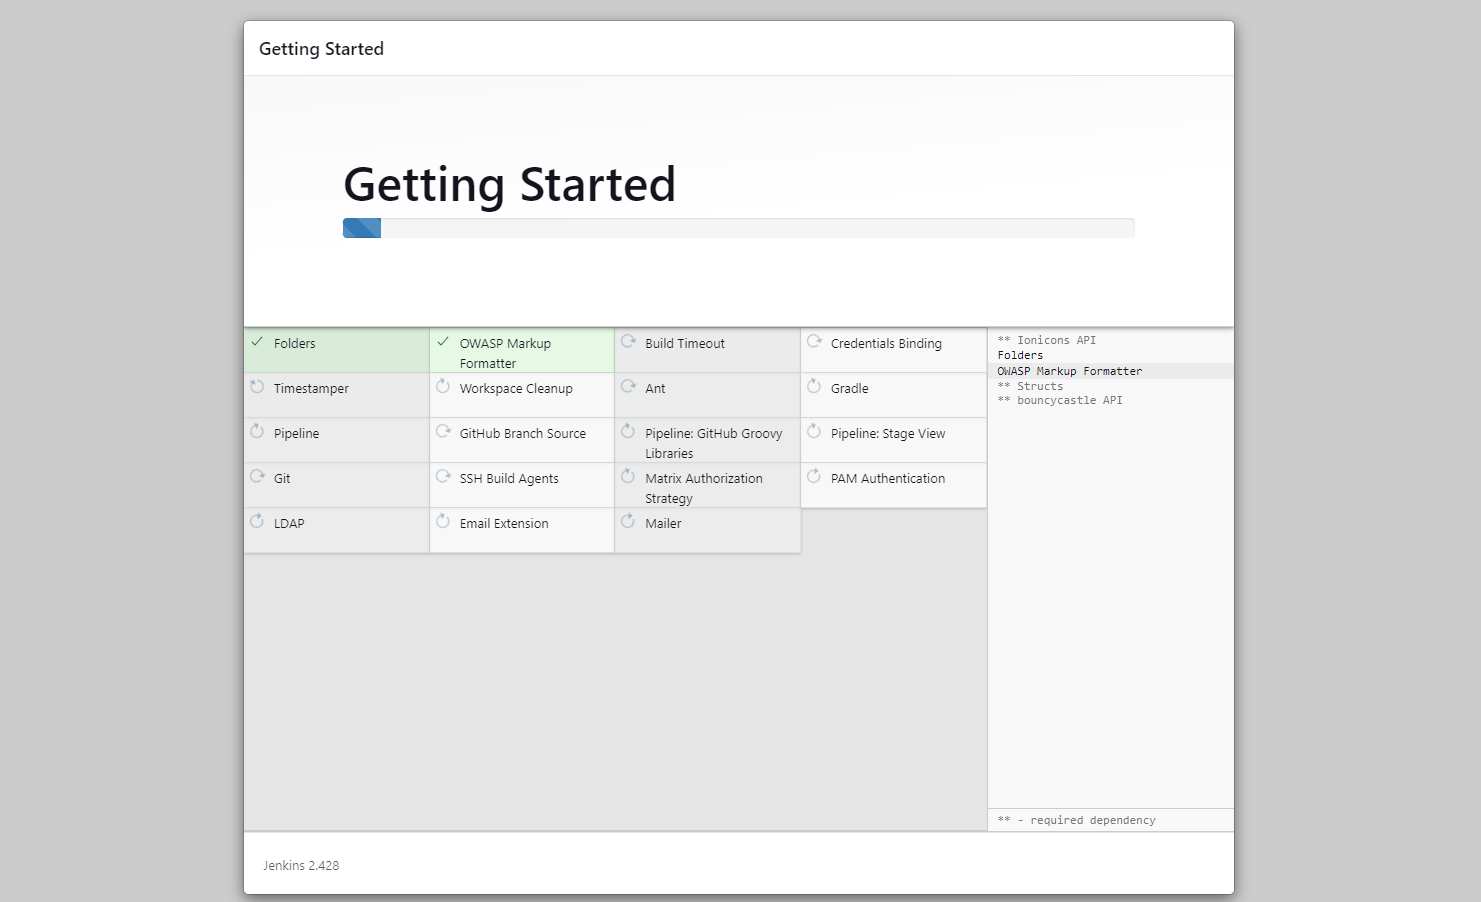 Getting Started
Getting Started
Folders
OWASP Markup
Formatter
Build Timeout
Credentials Binding
Timestamper
Workspace Cleanup
Ant
Gradle
Pipeline
GitHub Branch Source
Pipeline: GitHub Groovy
Libraries
Pipeline: Stage View
Git
SSH Build Agents
Matrix Authorization
Strategy
PAM Authentication
LDAP
Email Extension
Mailer
** Ionicons API
Folders
OWASP Markup Formatter
** Structs
** bouncycastle API
** - required dependency
Jenkins 2.428